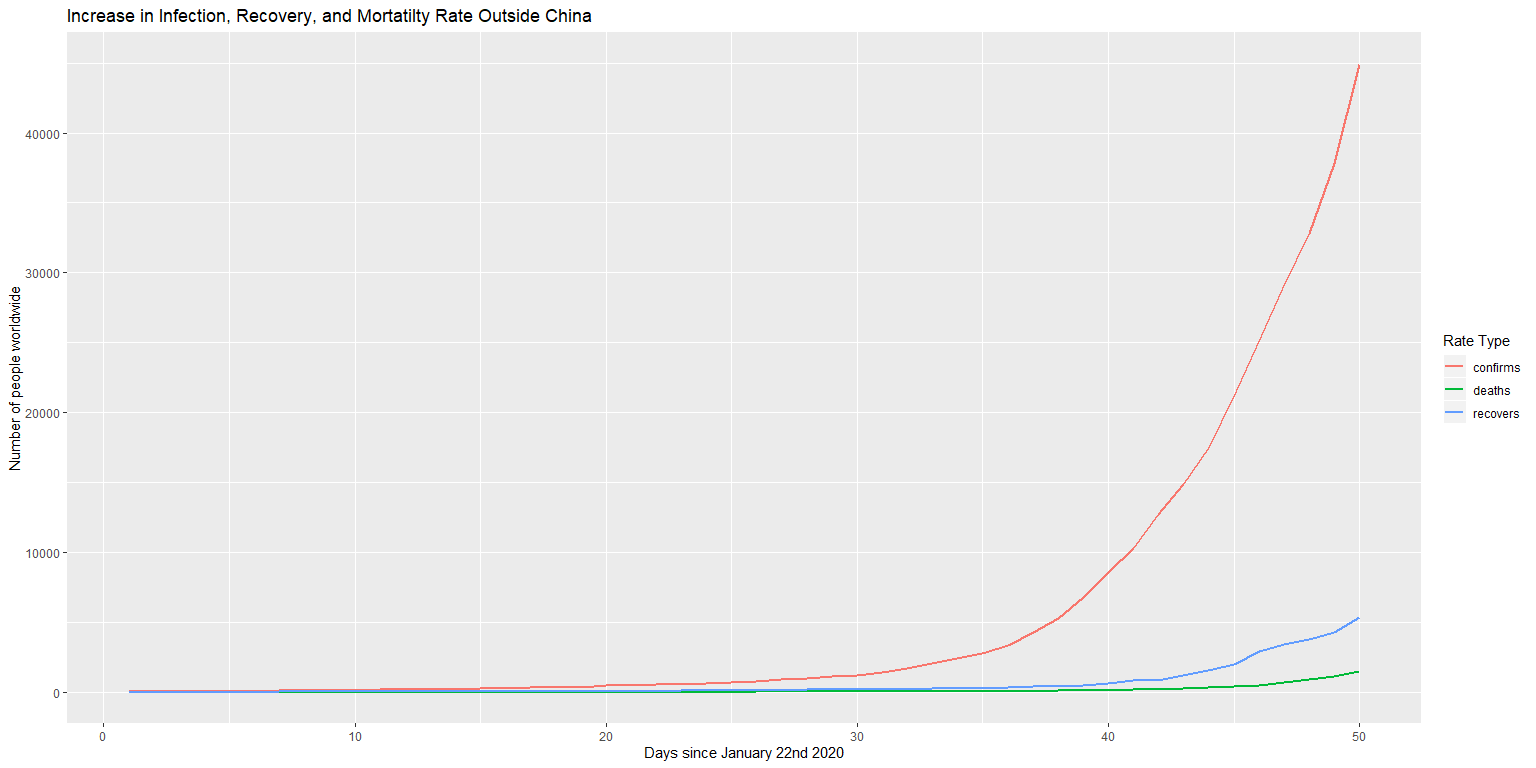 Increase in Infection, Recovery, and Mortatilty Rate Outside China
Number of people worldwide
40000
30000
20000
10000
0
0 10 20 30 40 50
Days since January 22nd 2020
Rate Type
confirms
deaths
recovers